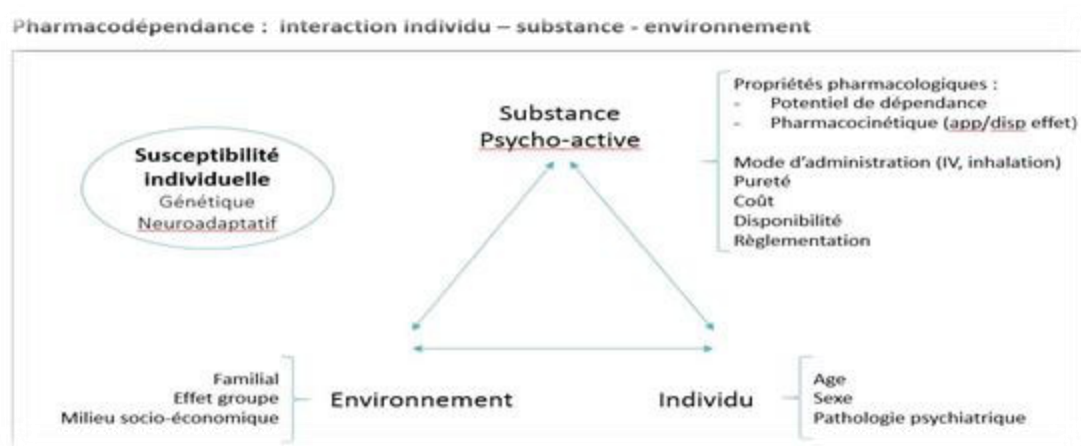 Pharmacodépendance : interaction individu – substance - environnement
Susceptibilité
individuelle
Génétique
Neuroadaptatif
Substance
Psycho-active
Propriétés pharmacologiques :
- Potentiel de dépendance
- Pharmacocinétique (app/disp effet)
Mode d'administration (IV, inhalation)
Pureté
Coût
Disponibilité
Règlementation
Familial
Effet groupe
Milieu socio-économique
Environnement
Individu
Age
Sexe
Pathologie psychiatrique